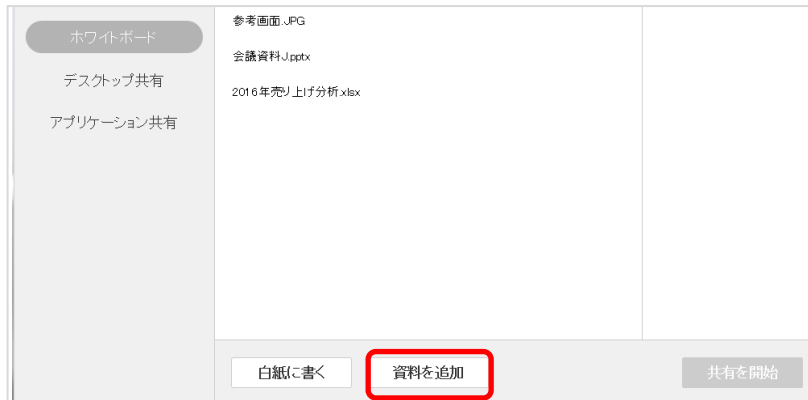 ホワイトボード
デスクトップ共有
アプリケーション共有
参考画面.JPG
会議資料J.pptx
2016年売り上げ分析.xlsx
白紙に書く
資料を追加
共有を開始